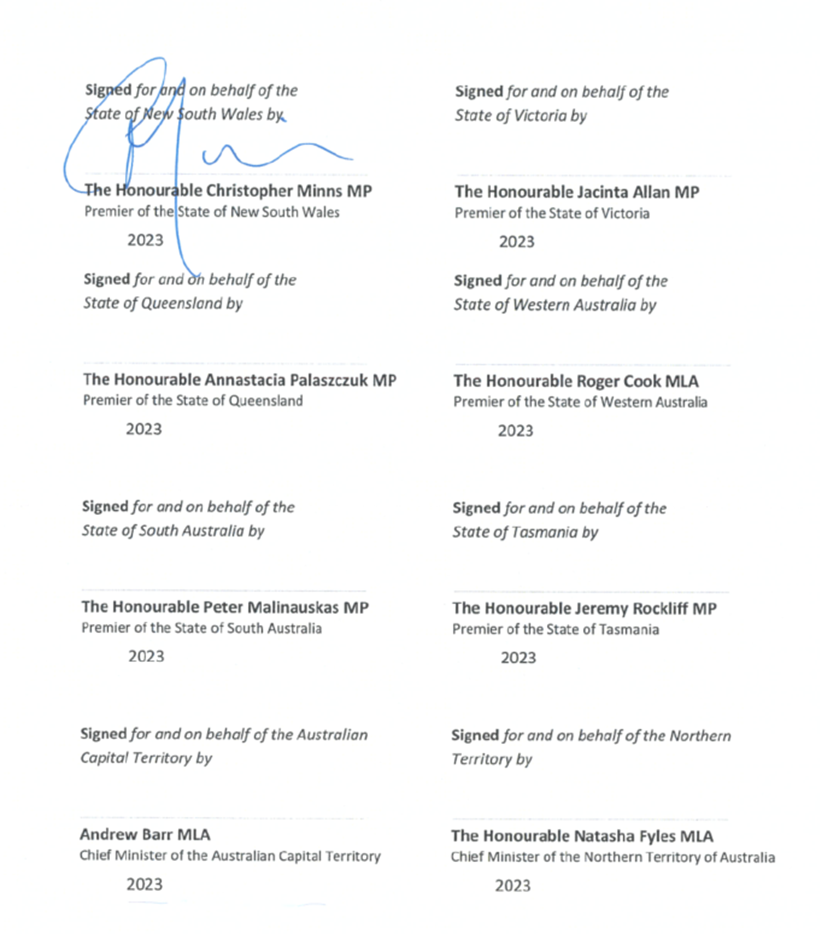 Signed for and on behalf of the
State of New South Wales by
The Honourable Christopher Minns MP
Premier of the State of New South Wales
2023
Signed for and on behalf of the
State of Victoria by
The Honourable Jacinta Allan MP
Premier of the State of Victoria
2023
Signed for and on behalf of the
State of Queensland by
The Honourable Annastacia Palaszczuk MP
Premier of the State of Queensland
2023
Signed for and on behalf of the
State of Western Australia by
The Honourable Roger Cook MLA
Premier of the State of Western Australia
2023
Signed for and on behalf of the
State of South Australia by
The Honourable Peter Malinauskas MP
Premier of the State of South Australia
2023
Signed for and on behalf of the
State of Tasmania by
The Honourable Jeremy Rockliff MP
Premier of the State of Tasmania
2023
Signed for and on behalf of the Australian
Capital Territory by
Andrew Barr MLA
Chief Minister of the Australian Capital Territory
2023
Signed for and on behalf of the Northern
Territory by
The Honourable Natasha Fyles MLA
Chief Minister of the Northern Territory of Australia
2023